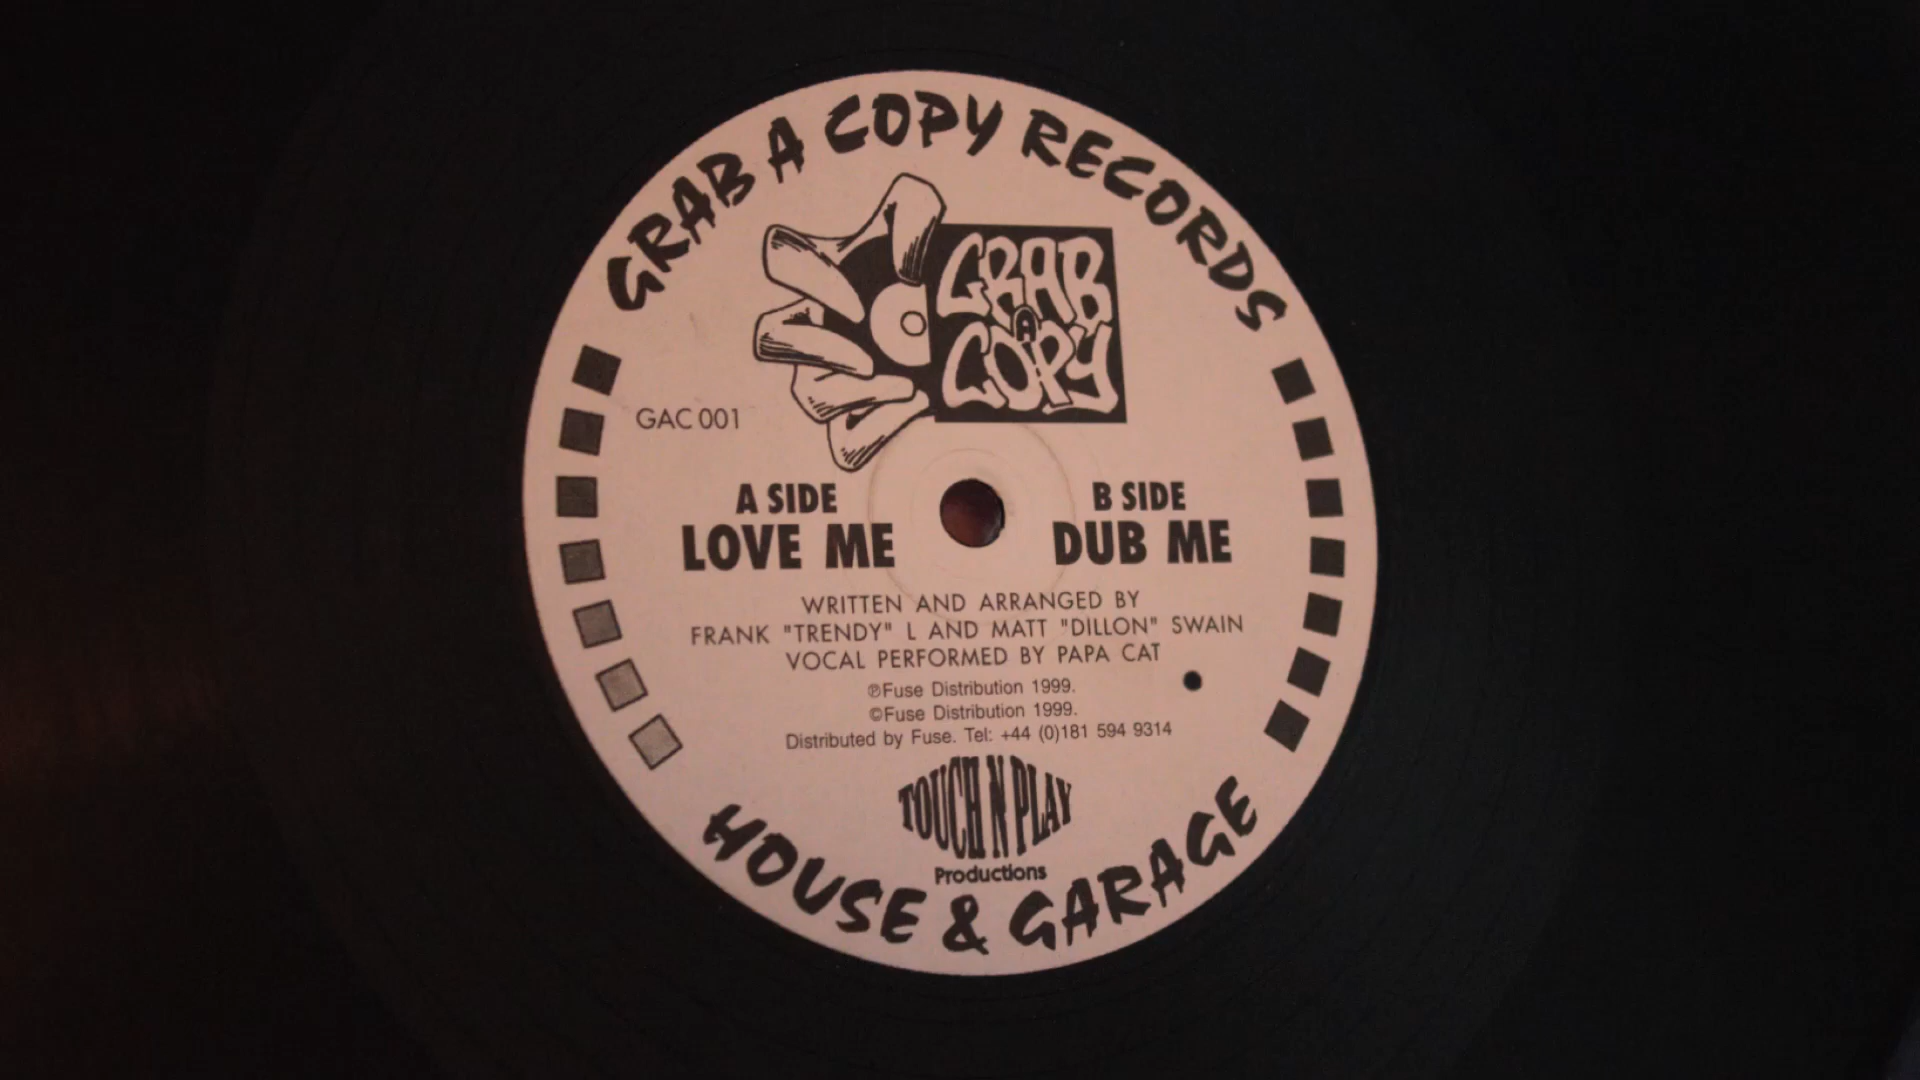 GRAB A COPY RECORDS
GRAB
A
COPY
GAC 001
A SIDE
LOVE ME
B SIDE
DUB ME
WRITTEN AND ARRANGED BY
FRANK "TRENDY" L AND MATT "DILLON" SWAIN
VOCAL PERFORMED BY PAPA CAT
℗Fuse Distribution 1999.
©Fuse Distribution 1999.
Distributed by Fuse. Tel: +44 (0)181 594 9314
TOUCH N PLAY
Productions
HOUSE & GARAGE